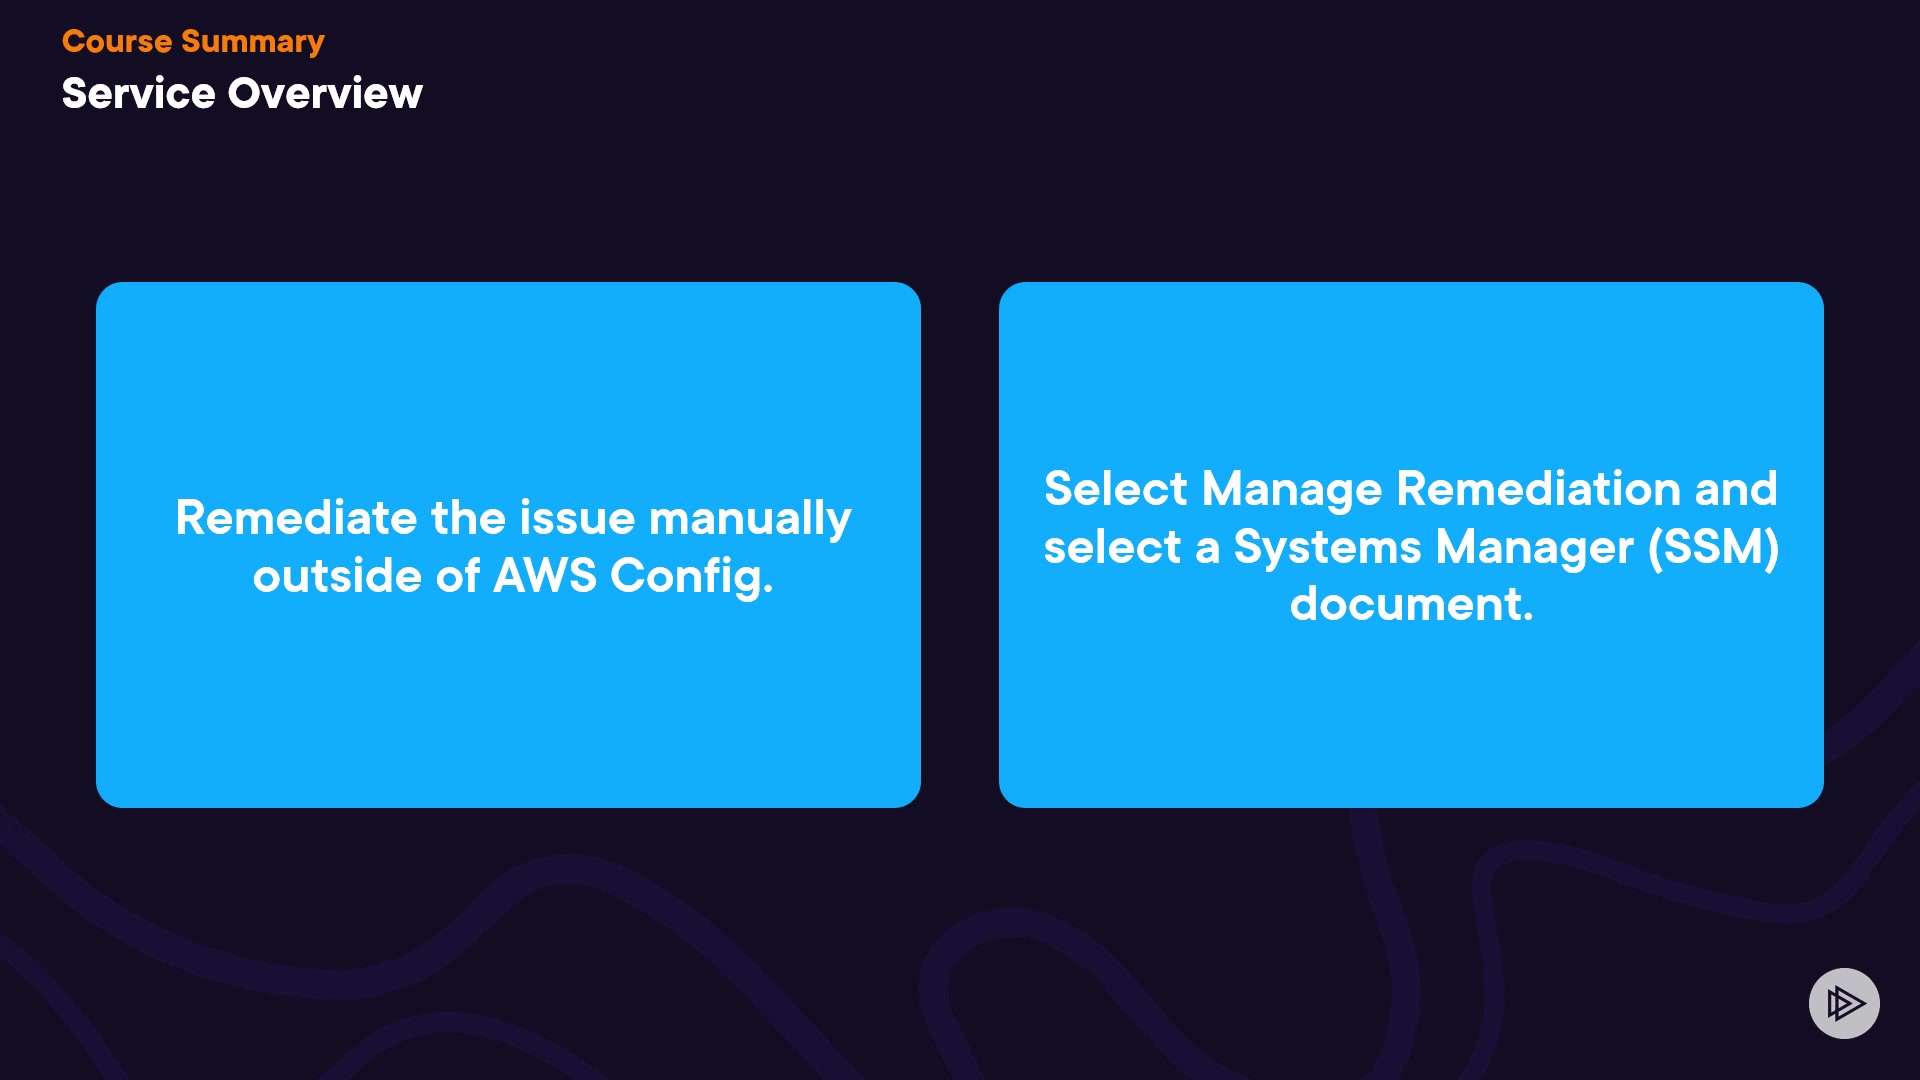 Course Summary
Service Overview
Remediate the issue manually
outside of AWS Config.
Select Manage Remediation and
select a Systems Manager (SSM)
document.